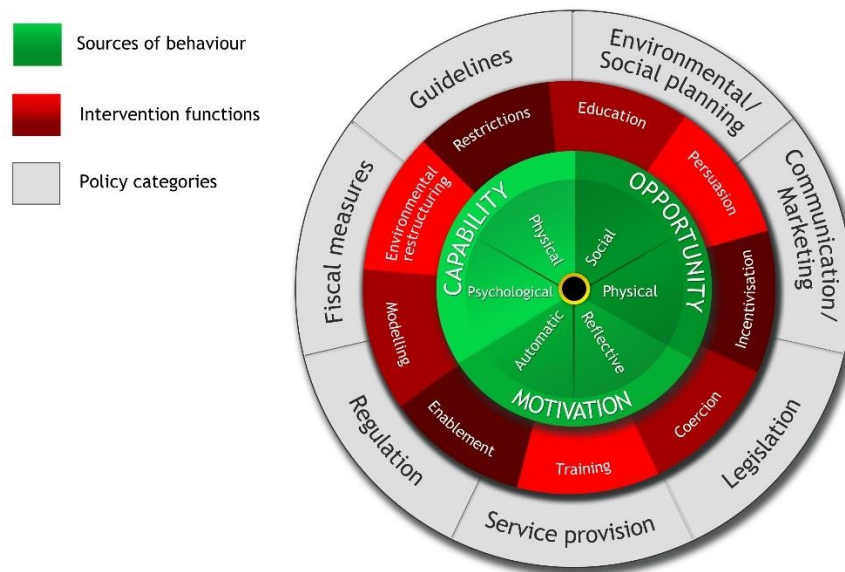 Sources of behaviour
Intervention functions
Policy categories
Guidelines
Environmental/
Social planning
Communication/
Marketing
Legislation
Service provision
Regulation
Fiscal measures
Restrictions
Education
Persuasion
Incentivisation
Coercion
Training
Enablement
Modelling
Environmental
restructuring
CAPABILITY
OPPORTUNITY
MOTIVATION
Physical
Social
Psychological
Physical
Automatic
Reflective